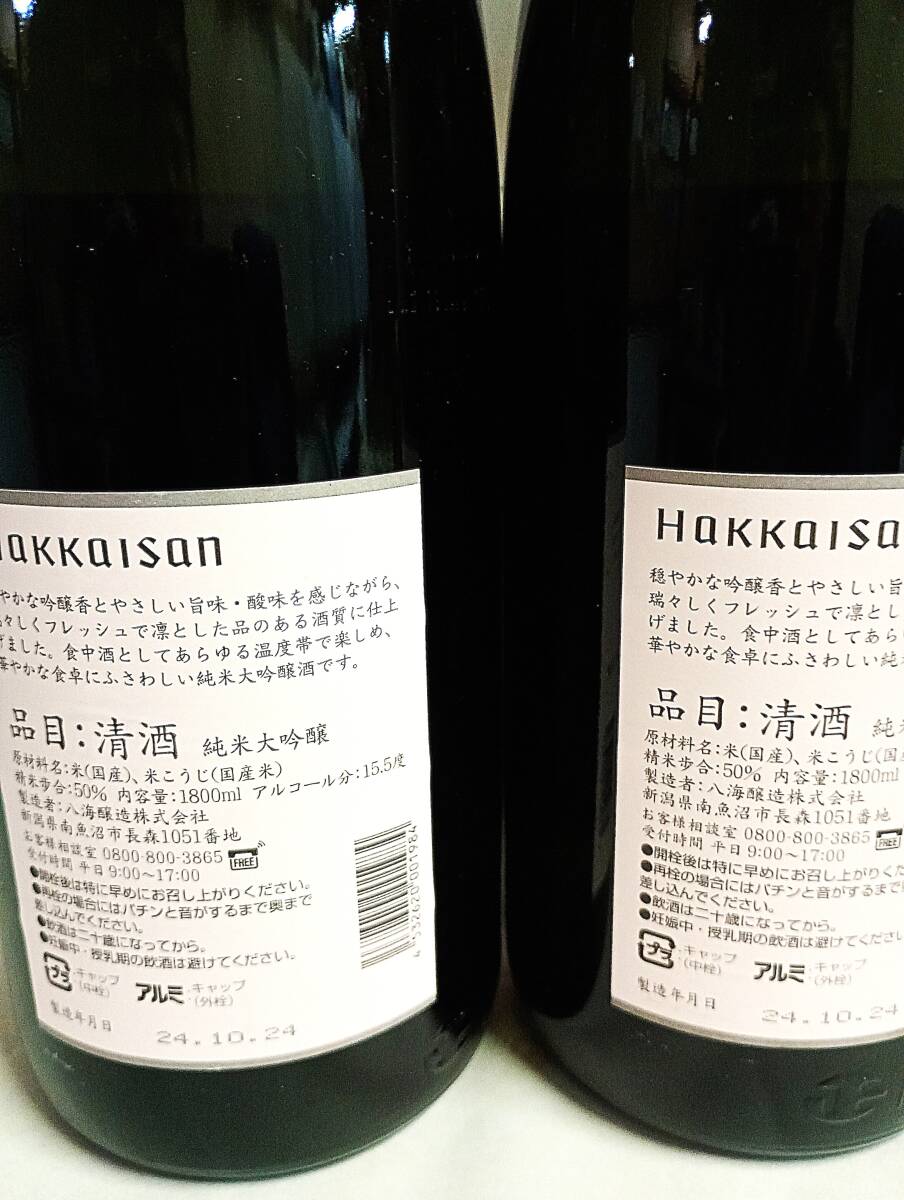 Hakkaisan
やかな吟醸香とやさしい旨味・酸味を感じながら、
々しくフレッシュで凛とした品のある酒質に仕上
げました。食中酒としてあらゆる温度帯で楽しめ、
華やかな食卓にふさわしい純米大吟醸酒です。
品目:清酒 純米大吟醸
原材料名:米(国産)、米こうじ(国産米)
精米歩合:50% 内容量:1800ml アルコール分:15.5度
製造者:八海醸造株式会社
新潟県南魚沼市長森1051番地
お客様相談室 0800-800-3865 FREE
受付時間 平日9:00〜17:00
●開栓後は特に早めにお召し上がりください。
●再栓の場合にはパチンと音がするまで奥まで
差し込んでください。
●飲酒は二十歳になってから。
●妊娠中・授乳期の飲酒は避けてください。
プラ :キャップ(中栓) アルミ :キャップ(外栓)
製造年月日 24.10.24
4 532620 001984
Hakkaisa
穏やかな吟醸香とやさしい旨
瑞々しくフレッシュで凛とし
げました。食中酒としてあら
華やかな食卓にふさわしい純
品目:清酒 純
原材料名:米(国産)、米こうじ(国
精米歩合:50% 内容量:1800ml
製造者:八海醸造株式会社
新潟県南魚沼市長森1051番地
お客様相談室 0800-800-3865 FREE
受付時間 平日9:00〜17:00
●開栓後は特に早めにお召し上がりくだ
●再栓の場合にはパチンと音がするまで
差し込んでください。
●飲酒は二十歳になってから。
●妊娠中・授乳期の飲酒は避けてくださ
プラ :キャップ(中栓) アルミ :キャップ(外栓)
製造年月日 24.10.24